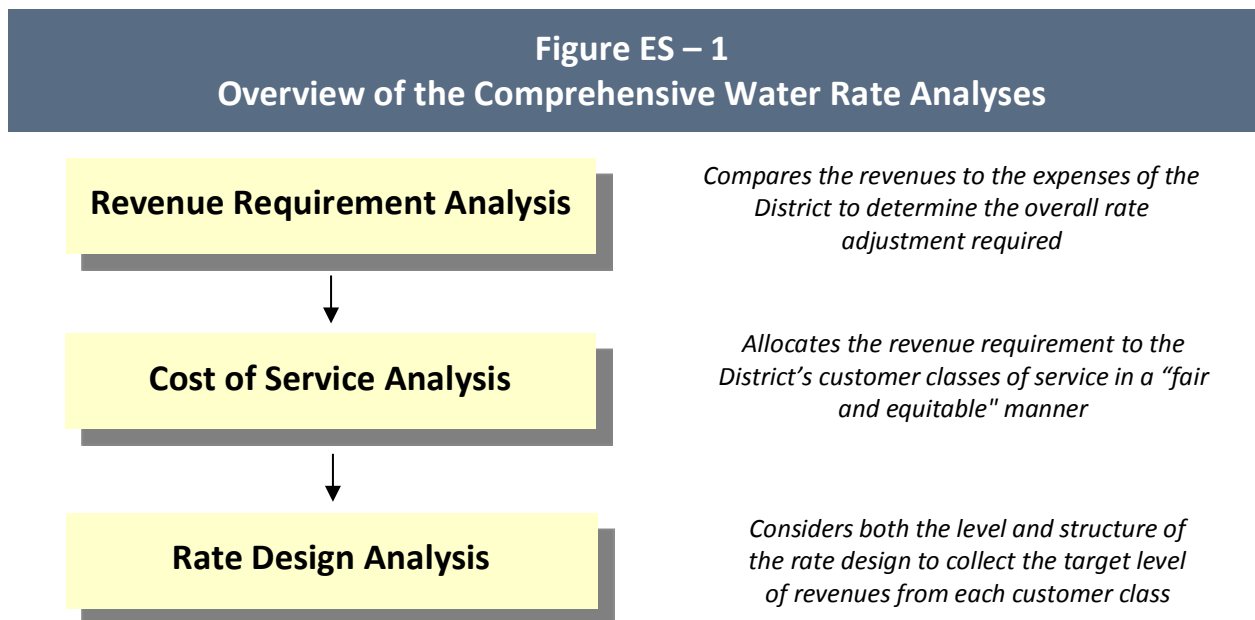 Figure ES – 1
Overview of the Comprehensive Water Rate Analyses
Revenue Requirement Analysis
Compares the revenues to the expenses of the
District to determine the overall rate
adjustment required
Cost of Service Analysis
Allocates the revenue requirement to the
District’s customer classes of service in a “fair
and equitable" manner
Rate Design Analysis
Considers both the level and structure of
the rate design to collect the target level
of revenues from each customer class